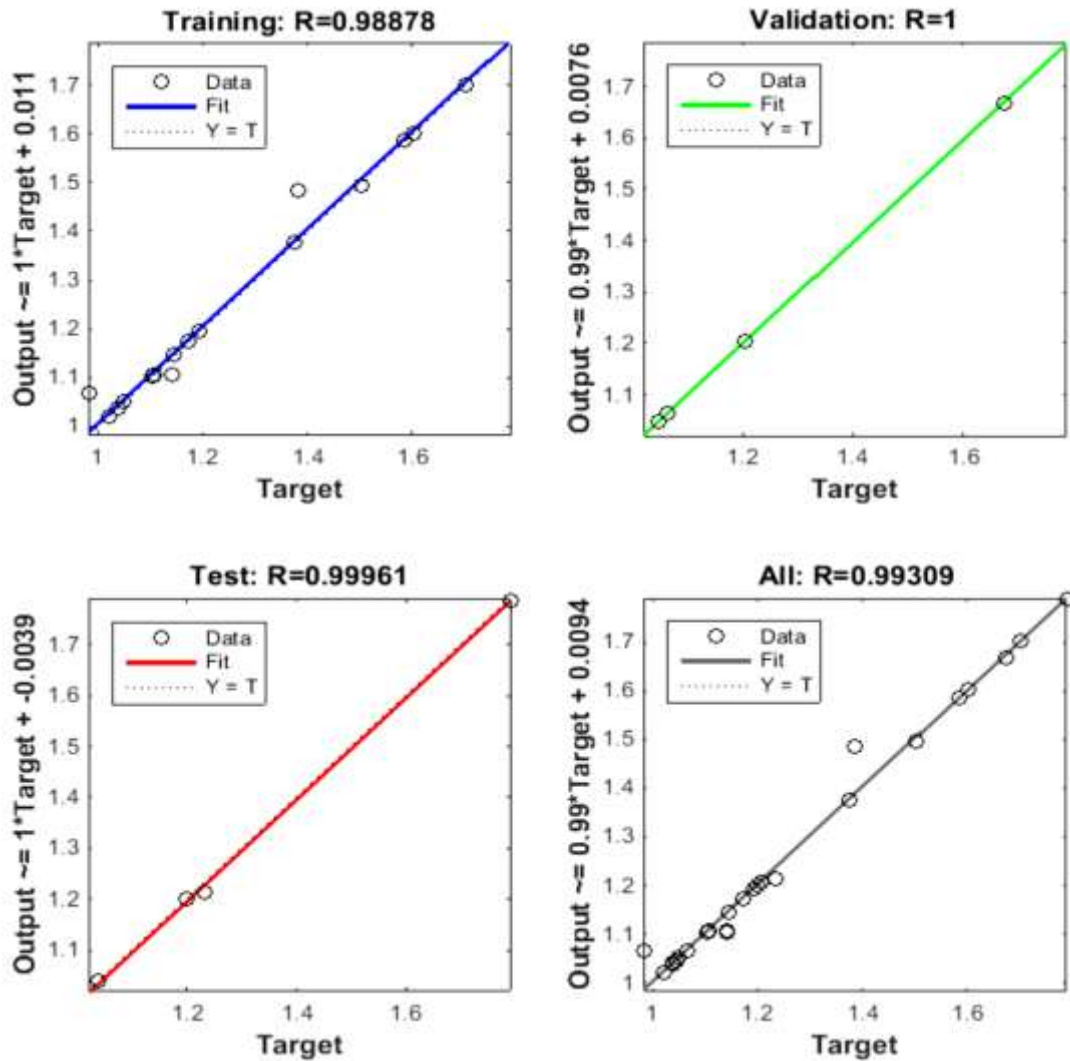 Training: R=0.98878
Output ~= 1*Target + 0.011
Data
Fit
Y = T
1.7
1.6
1.5
1.4
1.3
1.2
1.1
1
1
1.2
1.4
1.6
Target
Validation: R=1
Output ~= 0.99*Target + 0.0076
Data
Fit
Y = T
1.7
1.6
1.5
1.4
1.3
1.2
1.1
1.2
1.4
1.6
Target
Test: R=0.99961
Output ~= 1*Target + -0.0039
Data
Fit
Y = T
1.7
1.6
1.5
1.4
1.3
1.2
1.1
1.2
1.4
1.6
Target
All: R=0.99309
Output ~= 0.99*Target + 0.0094
Data
Fit
Y = T
1.7
1.6
1.5
1.4
1.3
1.2
1.1
1
1
1.2
1.4
1.6
Target